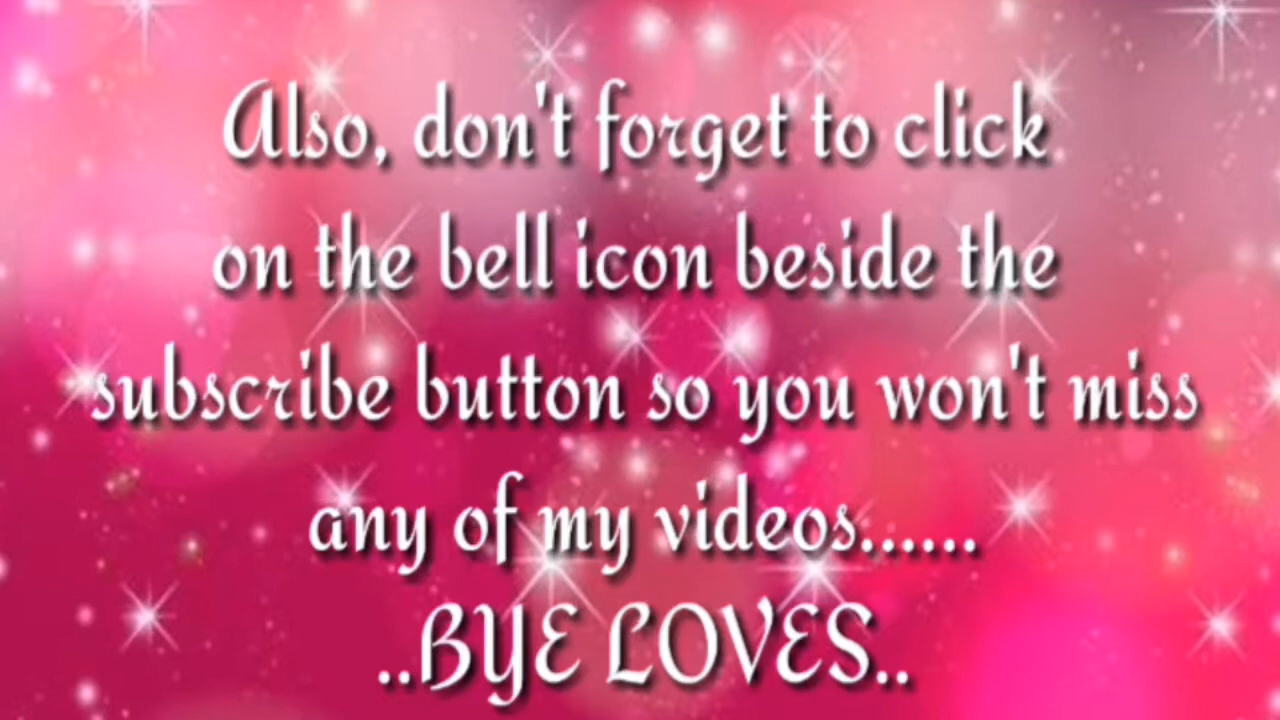 Also, don't forget to click
on the bell icon beside the
subscribe button so you won't miss
any of my videos......
..BYE LOVES..